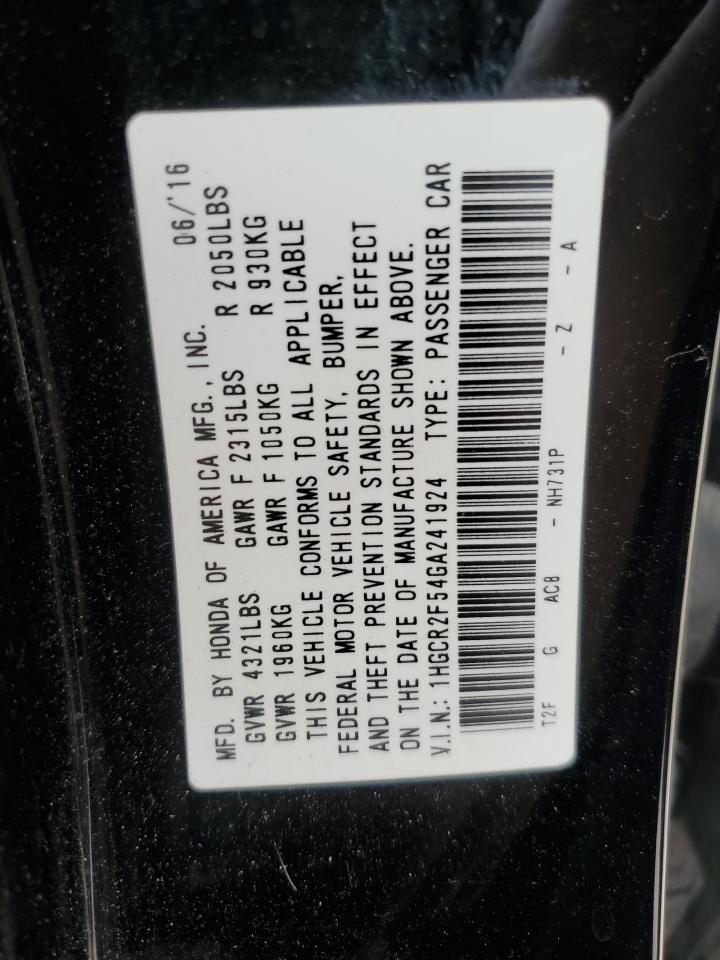 MFD. BY HONDA OF AMERICA MFG., INC. 06/'16
GVWR 4321LBS GAWR F 2315LBS R 2050LBS
GVWR 1960KG GAWR F 1050KG R 930KG
THIS VEHICLE CONFORMS TO ALL APPLICABLE
FEDERAL MOTOR VEHICLE SAFETY, BUMPER,
AND THEFT PREVENTION STANDARDS IN EFFECT
ON THE DATE OF MANUFACTURE SHOWN ABOVE.
V.I.N.: 1HGCR2F54GA241924 TYPE: PASSENGER CAR
T2F G AC8 - NH731P - Z - A